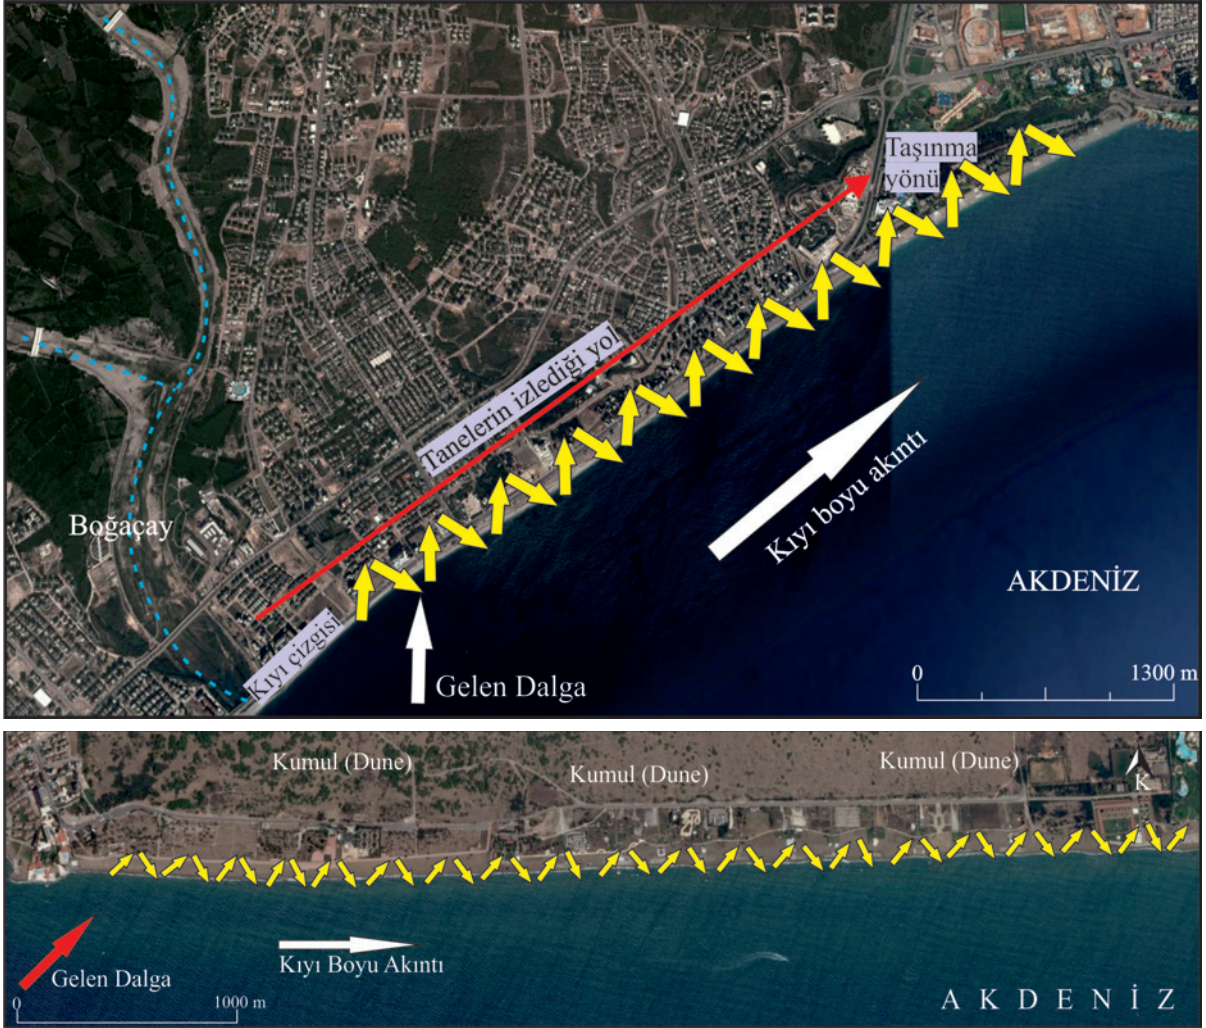 Taşınma
yönü
Tanelerin izlediği yol
Boğaçay
Kıyı boyu akıntı
AKDENİZ
Kıyı çizgisi
Gelen Dalga
0 1300 m
Kumul (Dune)
Kumul (Dune)
Kumul (Dune)
K
Gelen Dalga
Kıyı Boyu Akıntı
0 1000 m
A K D E N İ Z